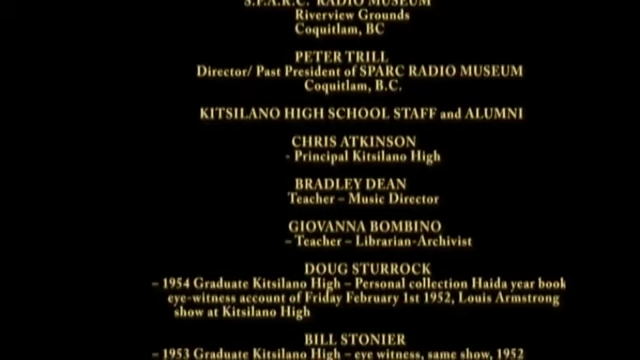 S.P.A.R.C. RADIO MUSEUM
Riverview Grounds
Coquitlam, BC
PETER TRILL
Director/ Past President of SPARC RADIO MUSEUM
Coquitlam, B.C.
KITSILANO HIGH SCHOOL STAFF and ALUMNI
CHRIS ATKINSON
- Principal Kitsilano High
BRADLEY DEAN
Teacher – Music Director
GIOVANNA BOMBINO
– Teacher – Librarian-Archivist
DOUG STURROCK
– 1954 Graduate Kitsilano High – Personal collection Haida year book
eye-witness account of Friday February 1st 1952, Louis Armstrong
show at Kitsilano High
BILL STONIER
– 1953 Graduate Kitsilano High – eye witness, same show, 1952